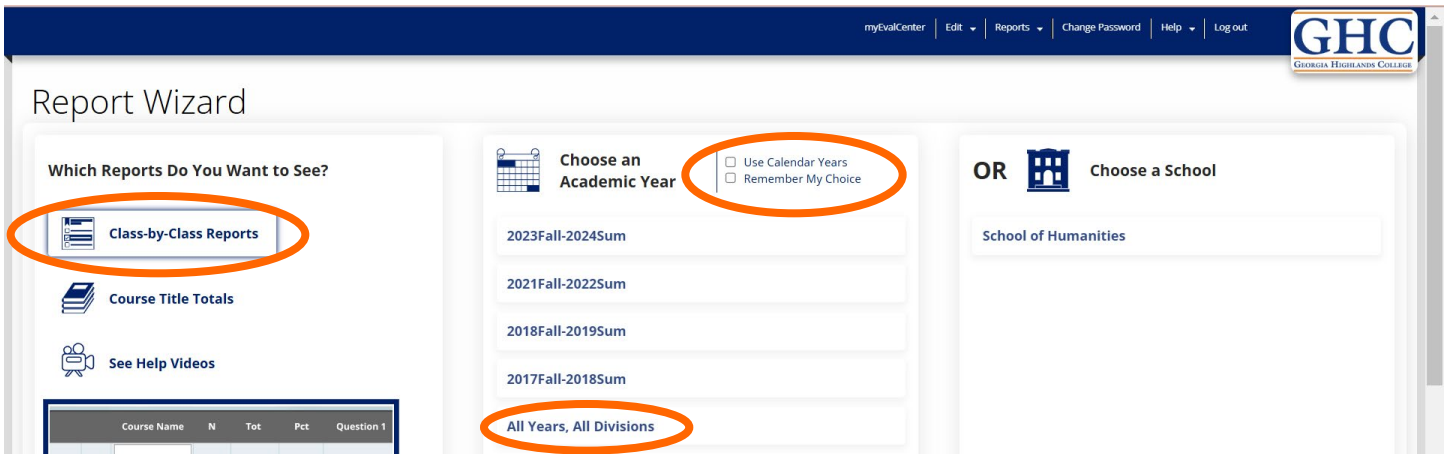 myEvalCenter Edit Reports Change Password Help Log out
GHC
GEORGIA HIGHLANDS COLLEGE
Report Wizard
Which Reports Do You Want to See?
Class-by-Class Reports
Course Title Totals
See Help Videos
Course Name N Tot Pct Question 1
Choose an
Academic Year
Use Calendar Years
Remember My Choice
2023Fall-2024Sum
2021Fall-2022Sum
2018Fall-2019Sum
2017Fall-2018Sum
All Years, All Divisions
OR Choose a School
School of Humanities